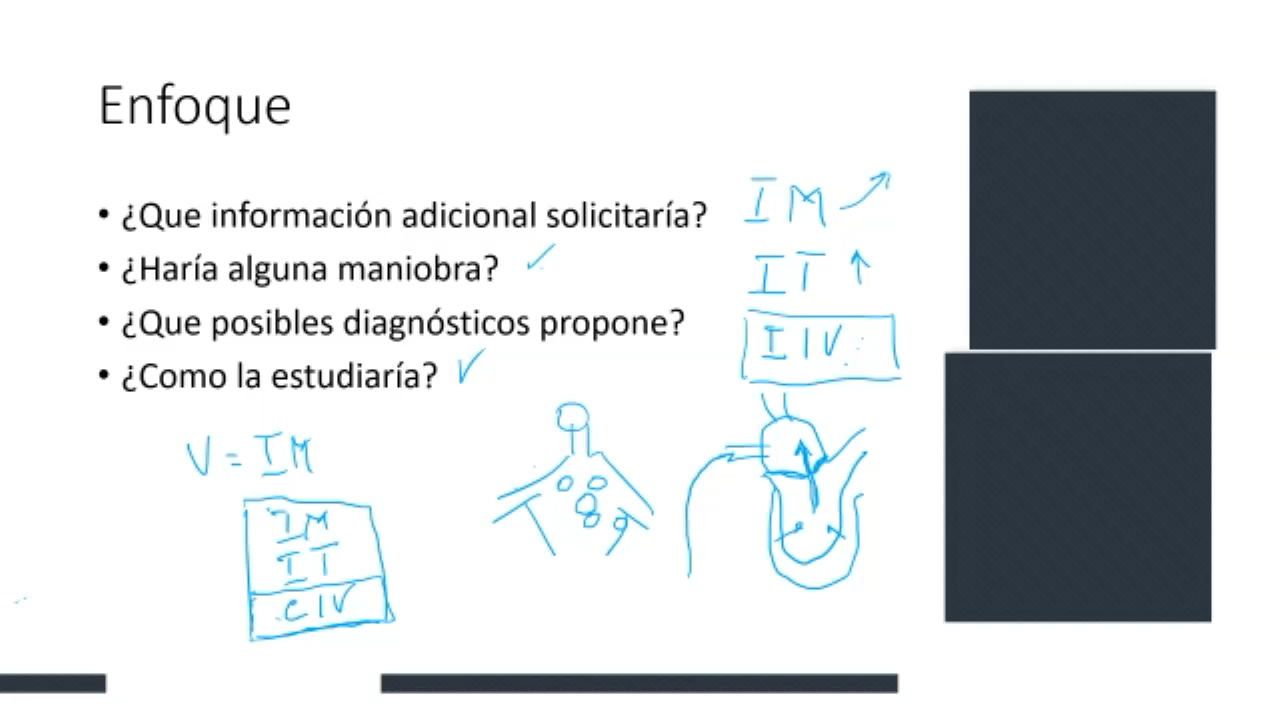 Enfoque
• ¿Que información adicional solicitaría? IM
• ¿Haría alguna maniobra? ✓ IT ↑
• ¿Que posibles diagnósticos propone? IIV
• ¿Como la estudiaría? ✓
V = IM
IM
IT
CIV